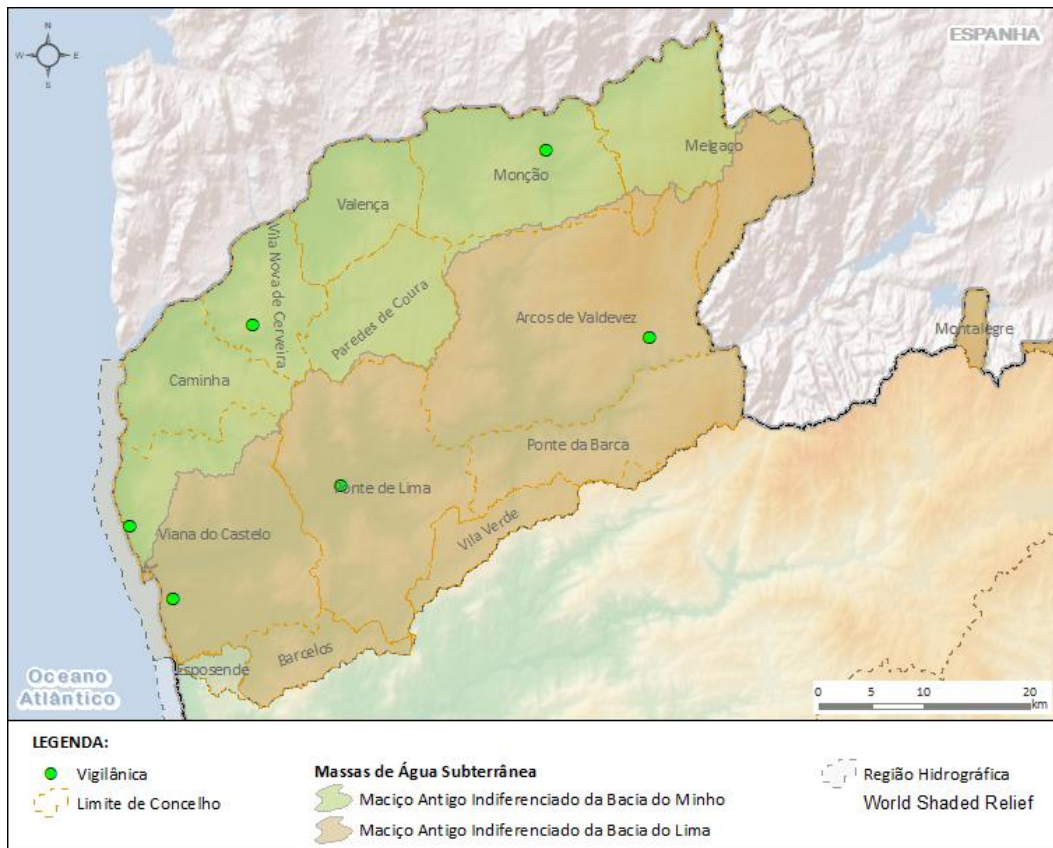 N
W
E
S
ESPANHA
Melgaço
Monção
Valença
Vila Nova de Cerveira
Paredes de Coura
Arcos de Valdevez
Montalegre
Caminha
Ponte da Barca
Ponte de Lima
Vila Verde
Viana do Castelo
Barcelos
Esposende
Oceano
Atlântico
0 5 10 20
km
LEGENDA:
Vigilânica
Limite de Concelho
Massas de Água Subterrânea
Maciço Antigo Indiferenciado da Bacia do Minho
Maciço Antigo Indiferenciado da Bacia do Lima
Região Hidrográfica
World Shaded Relief